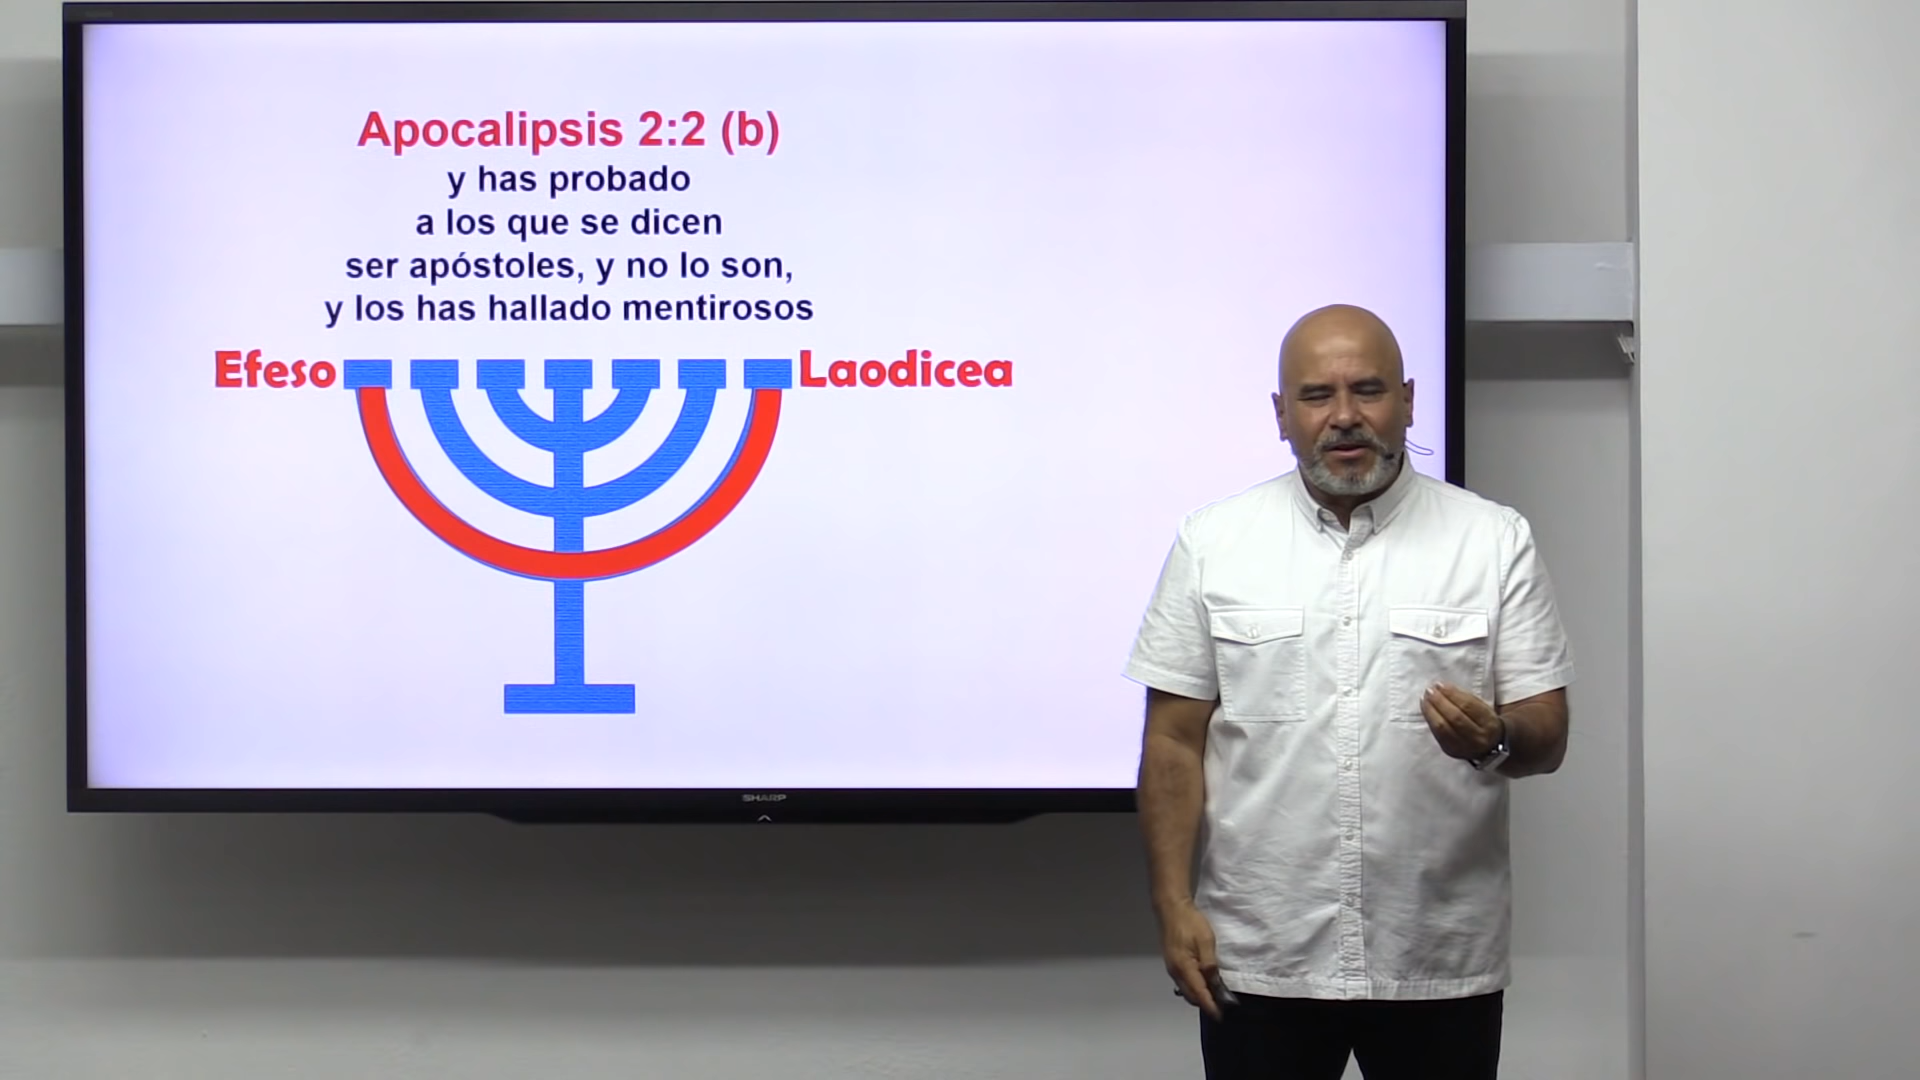 Apocalipsis 2:2 (b)
y has probado
a los que se dicen
ser apóstoles, y no lo son,
y los has hallado mentirosos
Efeso
Laodicea
SHARP